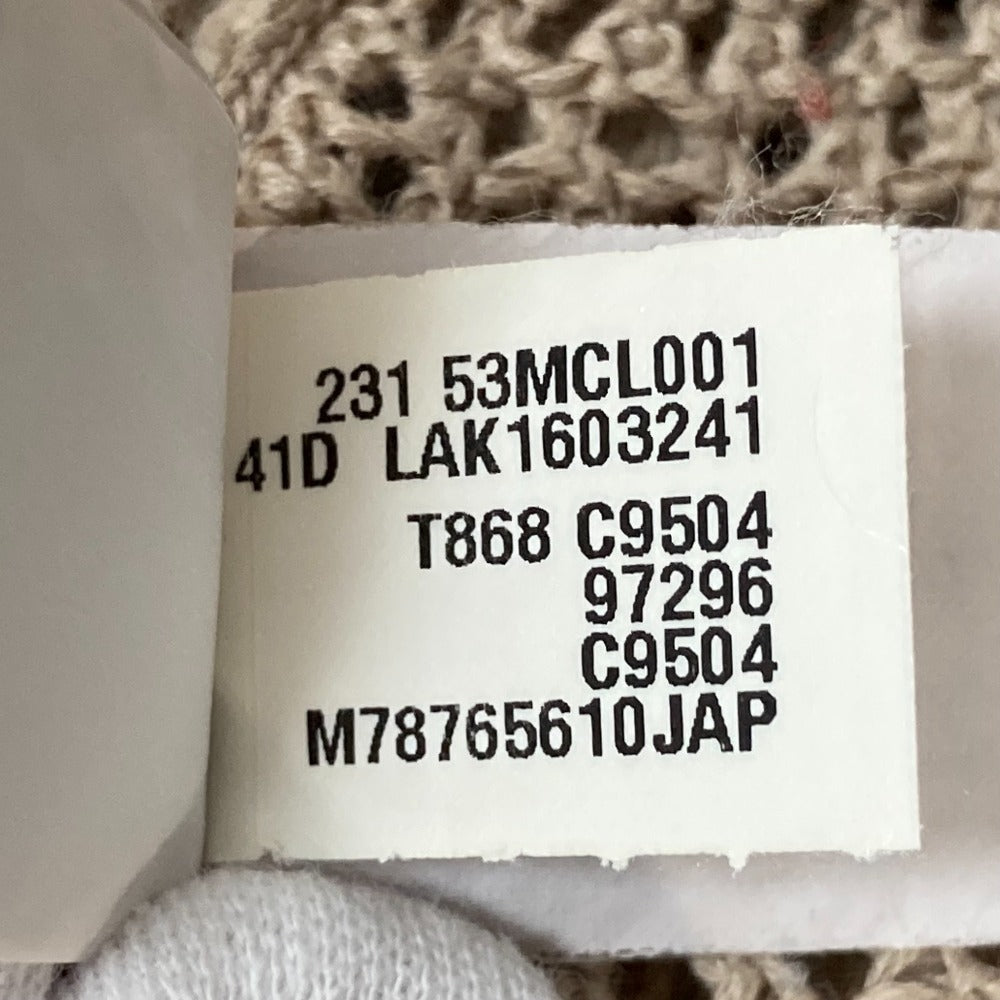 231 53MCL001
41D LAK1603241
T868 C9504
97296
C9504
M78765610JAP